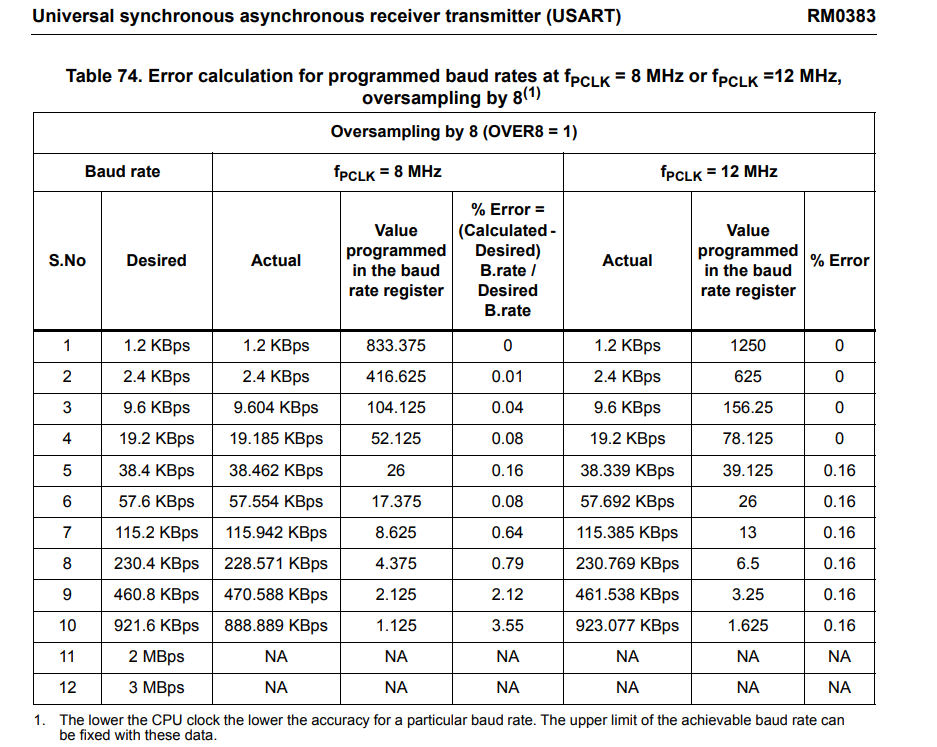 Universal synchronous asynchronous receiver transmitter (USART) RM0383
Table 74. Error calculation for programmed baud rates at fPCLK = 8 MHz or fPCLK =12 MHz,
oversampling by 8(1)
Oversampling by 8 (OVER8 = 1)
Baud rate fPCLK = 8 MHz fPCLK = 12 MHz
S.No Desired Actual Value programmed in the baud rate register % Error = (Calculated - Desired) B.rate / Desired B.rate Actual Value programmed in the baud rate register % Error
1 1.2 KBps 1.2 KBps 833.375 0 1.2 KBps 1250 0
2 2.4 KBps 2.4 KBps 416.625 0.01 2.4 KBps 625 0
3 9.6 KBps 9.604 KBps 104.125 0.04 9.6 KBps 156.25 0
4 19.2 KBps 19.185 KBps 52.125 0.08 19.2 KBps 78.125 0
5 38.4 KBps 38.462 KBps 26 0.16 38.339 KBps 39.125 0.16
6 57.6 KBps 57.554 KBps 17.375 0.08 57.692 KBps 26 0.16
7 115.2 KBps 115.942 KBps 8.625 0.64 115.385 KBps 13 0.16
8 230.4 KBps 228.571 KBps 4.375 0.79 230.769 KBps 6.5 0.16
9 460.8 KBps 470.588 KBps 2.125 2.12 461.538 KBps 3.25 0.16
10 921.6 KBps 888.889 KBps 1.125 3.55 923.077 KBps 1.625 0.16
11 2 MBps NA NA NA NA NA NA
12 3 MBps NA NA NA NA NA NA
1. The lower the CPU clock the lower the accuracy for a particular baud rate. The upper limit of the achievable baud rate can
be fixed with these data.